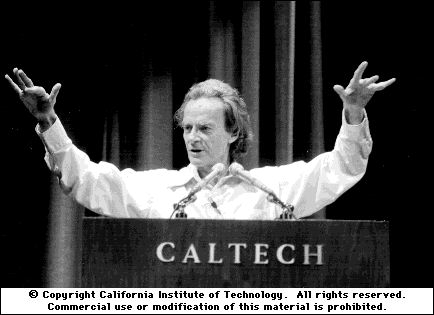 CALTECH
© Copyright California Institute of Technology. All rights reserved.
Commercial use or modification of this material is prohibited.